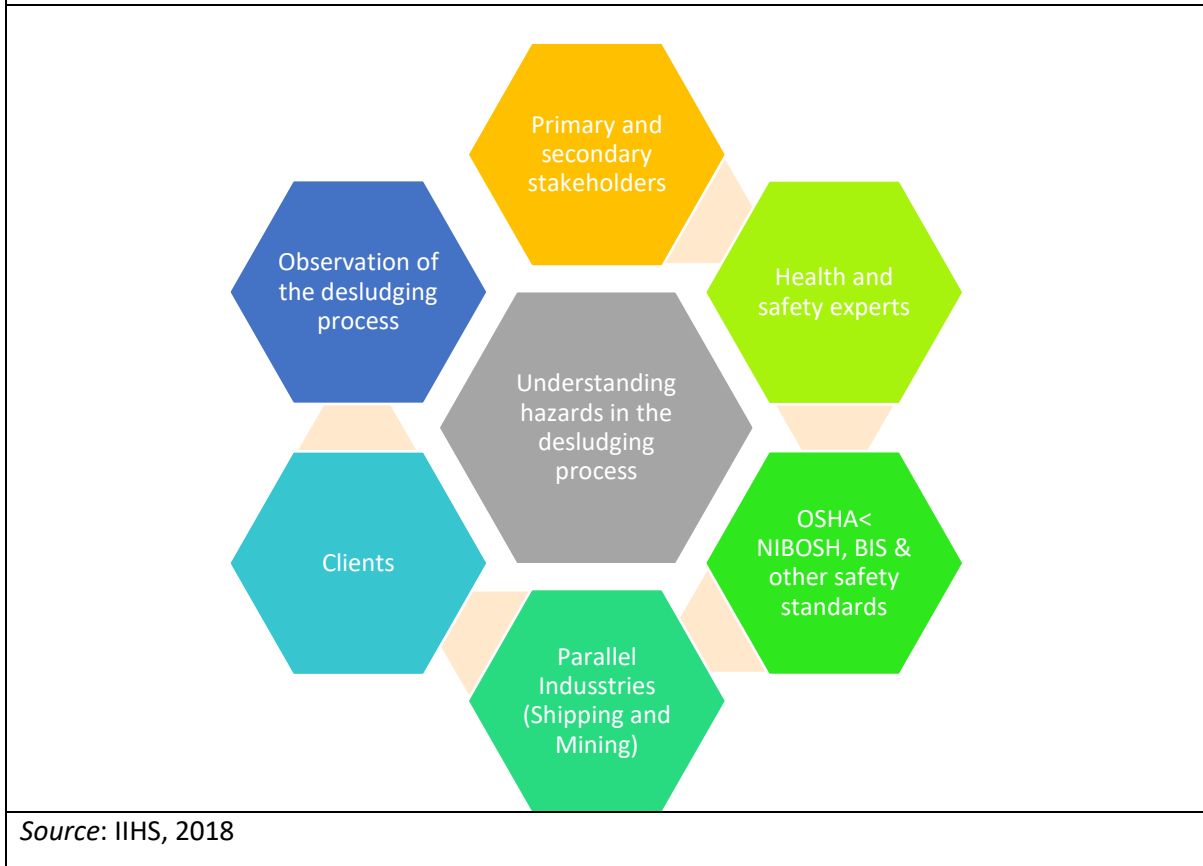 Primary and
secondary
stakeholders
Observation of
the desludging
process
Health and
safety experts
Understanding
hazards in the
desludging
process
Clients
OSHA<
NIBOSH, BIS &
other safety
standards
Parallel
Indusstries
(Shipping and
Mining)
Source: IIHS, 2018